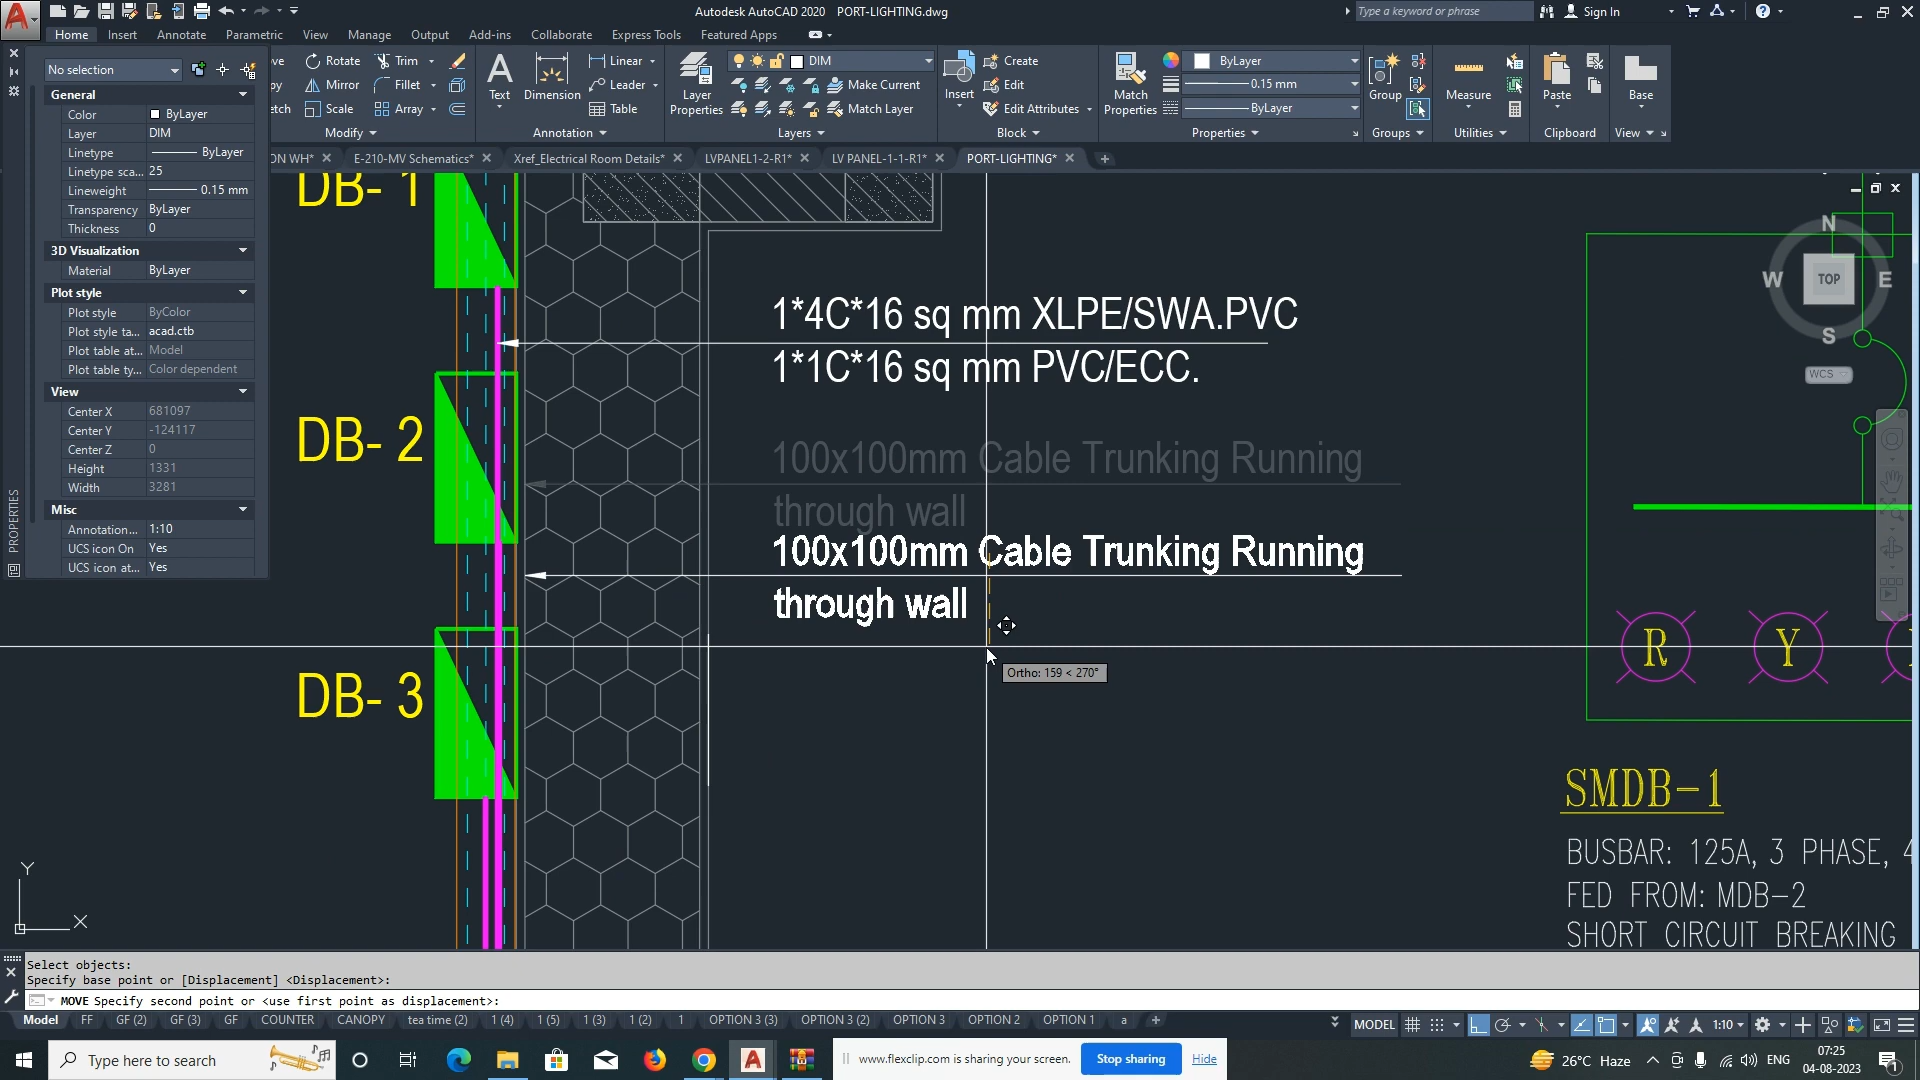 Autodesk AutoCAD 2020 PORT-LIGHTING.dwg
Type a keyword or phrase
Sign In
Home Insert Annotate Parametric View Manage Output Add-ins Collaborate Express Tools Featured Apps
No selection
General
Color ByLayer
Layer DIM
Linetype ByLayer
Linetype sca... 25
Lineweight 0.15 mm
Transparency ByLayer
Thickness 0
3D Visualization
Material ByLayer
Plot style
Plot style ByColor
Plot style ta... acad.ctb
Plot table at... Model
Plot table ty... Color dependent
View
Center X 681097
Center Y -124117
Center Z 0
Height 1331
Width 3281
Misc
Annotation... 1:10
UCS icon On Yes
UCS icon at... Yes
PROPERTIES
Rotate Trim
Mirror Fillet
Scale Array
Modify
Text Dimension
Linear
Leader
Table
Annotation
Layer Properties
DIM
Make Current
Match Layer
Layers
Insert
Create
Edit
Edit Attributes
Block
Match Properties
ByLayer
0.15 mm
ByLayer
Properties
Group
Groups
Measure
Utilities
Paste
Clipboard
Base
View
ON WH* E-210-MV Schematics* Xref_Electrical Room Details* LVPANEL1-2-R1* LV PANEL-1-1-R1* PORT-LIGHTING*
DB- 1
1*4C*16 sq mm XLPE/SWA.PVC
1*1C*16 sq mm PVC/ECC.
DB- 2
100x100mm Cable Trunking Running
through wall
100x100mm Cable Trunking Running
through wall
Ortho: 159 < 270°
DB- 3
N
W TOP E
S
WCS
R Y
SMDB-1
BUSBAR: 125A, 3 PHASE, 4
FED FROM: MDB-2
SHORT CIRCUIT BREAKING
Y
X
Select objects:
Specify base point or [Displacement] <Displacement>:
MOVE Specify second point or <use first point as displacement>:
Model FF GF (2) GF (3) GF COUNTER CANOPY tea time (2) 1 (4) 1 (5) 1 (3) 1 (2) 1 OPTION 3 (3) OPTION 3 (2) OPTION 3 OPTION 2 OPTION 1 a
MODEL 1:10
Type here to search
www.flexclip.com is sharing your screen. Stop sharing Hide
26°C Haze
ENG
07:25
04-08-2023
1